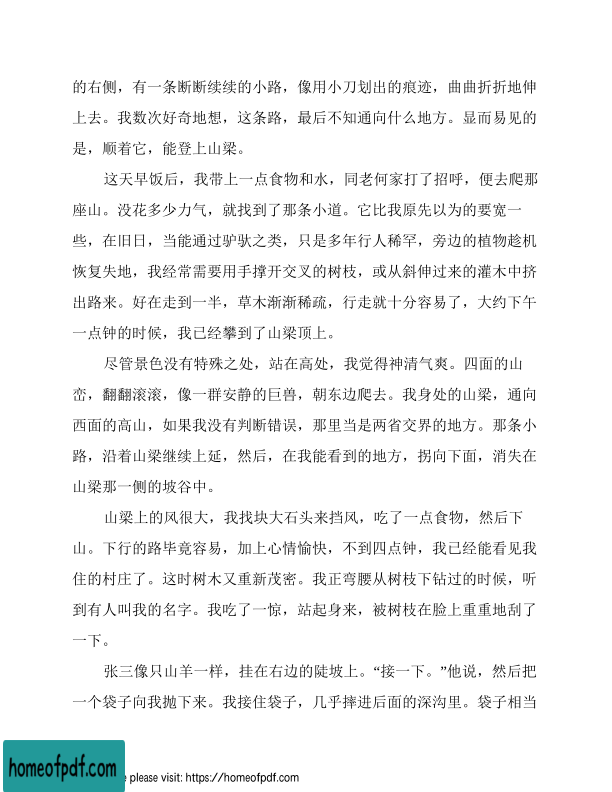 的右侧，有一条断断续续的小路，像用小刀划出的痕迹，曲曲折折地伸
上去。我数次好奇地想，这条路，最后不知通向什么地方。显而易见的
是，顺着它，能登上山梁。
这天早饭后，我带上一点食物和水，同老何家打了招呼，便去爬那
座山。没花多少力气，就找到了那条小道。它比我原先以为的要宽一
些，在旧日，当能通过驴驮之类，只是多年行人稀罕，旁边的植物趁机
恢复失地，我经常需要用手撑开交叉的树枝，或从斜伸过来的灌木中挤
出路来。好在走到一半，草木渐渐稀疏，行走就十分容易了，大约下午
一点钟的时候，我已经攀到了山梁顶上。
尽管景色没有特殊之处，站在高处，我觉得神清气爽。四面的山
峦，翻翻滚滚，像一群安静的巨兽，朝东边爬去。我身处的山梁，通向
西面的高山，如果我没有判断错误，那里当是两省交界的地方。那条小
路，沿着山梁继续上延，然后，在我能看到的地方，拐向下面，消失在
山梁那一侧的坡谷中。
山梁上的风很大，我找块大石头来挡风，吃了一点食物，然后下
山。下行的路毕竟容易，加上心情愉快，不到四点钟，我已经能看见我
住的村庄了。这时树木又重新茂密。我正弯腰从树枝下钻过的时候，听
到有人叫我的名字。我吃了一惊，站起身来，被树枝在脸上重重地刮了
一下。
张三像只山羊一样，挂在右边的陡坡上。“接一下。”他说，然后把
一个袋子向我抛下来。我接住袋子，几乎摔进后面的深沟里。袋子相当
homeofpdf.com
e please visit: https://homeofpdf.com